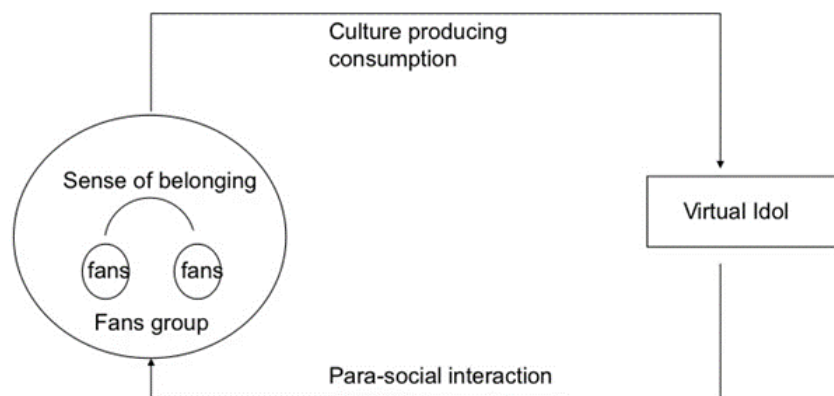 Culture producing
consumption
Sense of belonging
fans
fans
Fans group
Virtual Idol
Para-social interaction